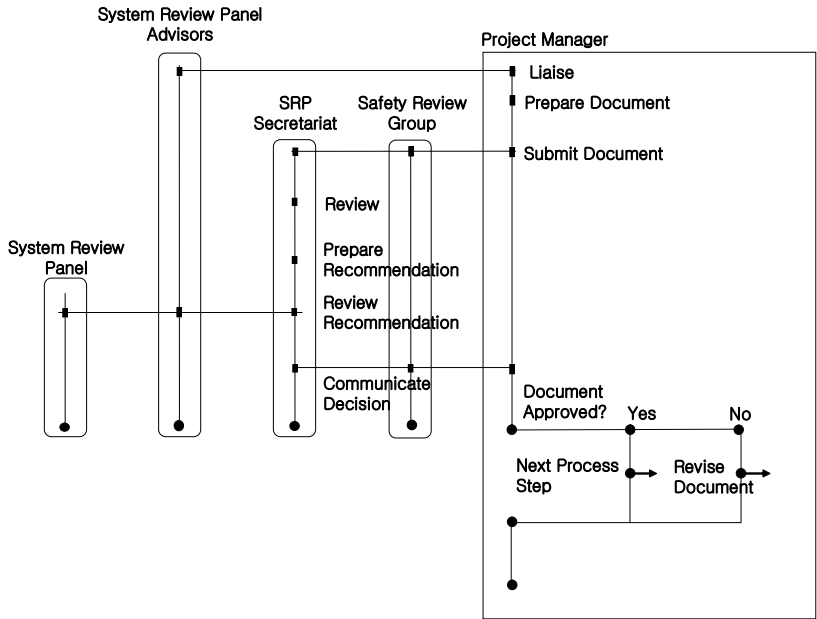 System Review Panel
Advisors
Project Manager
Liaise
SRP
Secretariat
Safety Review
Group
Prepare Document
Submit Document
Review
System Review
Panel
Prepare
Recommendation
Review
Recommendation
Communicate
Decision
Document
Approved?
Yes
No
Next Process
Step
Revise
Document